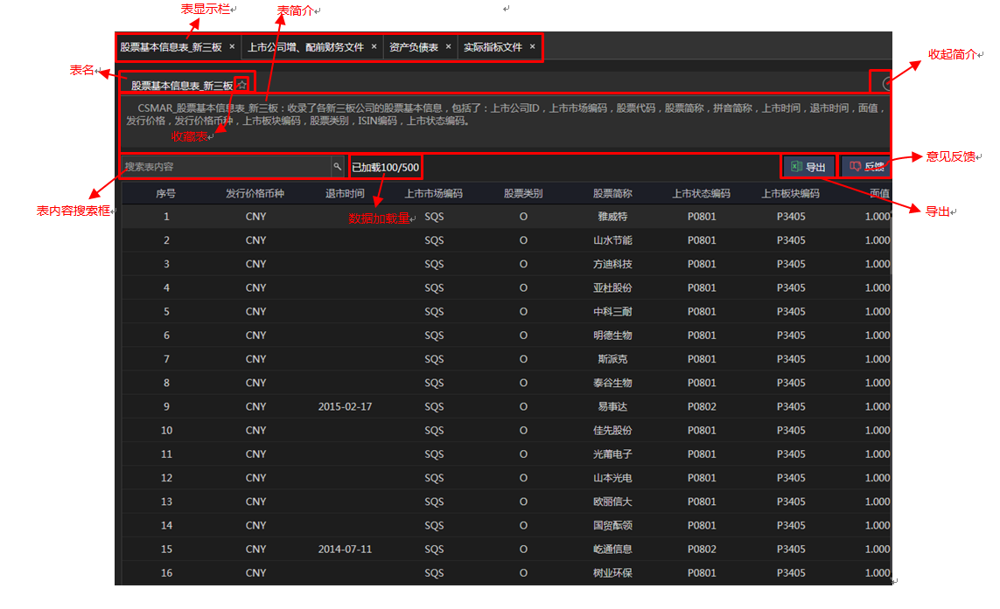 表显示栏
表简介
股票基本信息表_新三板 × 上市公司增、配前财务文件 × 资产负债表 × 实际指标文件 ×
收起简介
表名
股票基本信息表_新三板
CSMAR_股票基本信息表_新三板：收录了各新三板公司的股票基本信息，包括了：上市公司ID，上市市场编码，股票代码，股票简称，拼音简称，上市时间，退市时间，面值，
发行价格，发行价格币种，上市板块编码，股票类别，ISIN编码，上市状态编码。
收藏表
搜索表内容 已加载100/500 导出 反馈
意见反馈
表内容搜索框
数据加载量
导出
序号 发行价格币种 退市时间 上市市场编码 股票类别 股票简称 上市状态编码 上市板块编码 面值
1 CNY SQS O 雅威特 P0801 P3405 1.000
2 CNY SQS O 山水节能 P0801 P3405 1.000
3 CNY SQS O 方迪科技 P0801 P3405 1.000
4 CNY SQS O 亚杜股份 P0801 P3405 1.000
5 CNY SQS O 中科三耐 P0801 P3405 1.000
6 CNY SQS O 明德生物 P0801 P3405 1.000
7 CNY SQS O 斯派克 P0801 P3405 1.000
8 CNY SQS O 泰谷生物 P0801 P3405 1.000
9 CNY 2015-02-17 SQS O 易事达 P0802 P3405 1.000
10 CNY SQS O 佳先股份 P0801 P3405 1.000
11 CNY SQS O 光莆电子 P0801 P3405 1.000
12 CNY SQS O 山本光电 P0801 P3405 1.000
13 CNY SQS O 欧丽信大 P0801 P3405 1.000
14 CNY SQS O 国贸酝领 P0801 P3405 1.000
15 CNY 2014-07-11 SQS O 屹通信息 P0802 P3405 1.000
16 CNY SQS O 树业环保 P0801 P3405 1.000